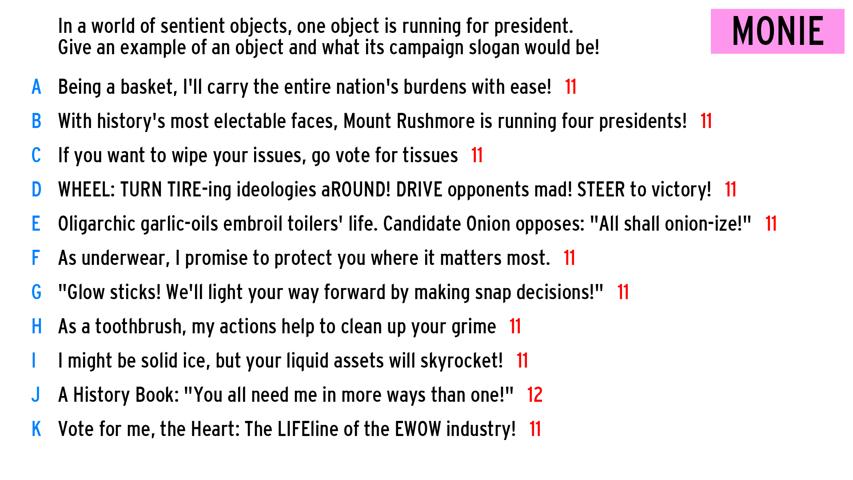 In a world of sentient objects, one object is running for president.
Give an example of an object and what its campaign slogan would be!
MONIE
A Being a basket, I'll carry the entire nation's burdens with ease! 11
B With history's most electable faces, Mount Rushmore is running four presidents! 11
C If you want to wipe your issues, go vote for tissues 11
D WHEEL: TURN TIRE-ing ideologies aROUND! DRIVE opponents mad! STEER to victory! 11
E Oligarchic garlic-oils embroil toilers' life. Candidate Onion opposes: "All shall onion-ize!" 11
F As underwear, I promise to protect you where it matters most. 11
G "Glow sticks! We'll light your way forward by making snap decisions!" 11
H As a toothbrush, my actions help to clean up your grime 11
I I might be solid ice, but your liquid assets will skyrocket! 11
J A History Book: "You all need me in more ways than one!" 12
K Vote for me, the Heart: The LIFEline of the EWOW industry! 11